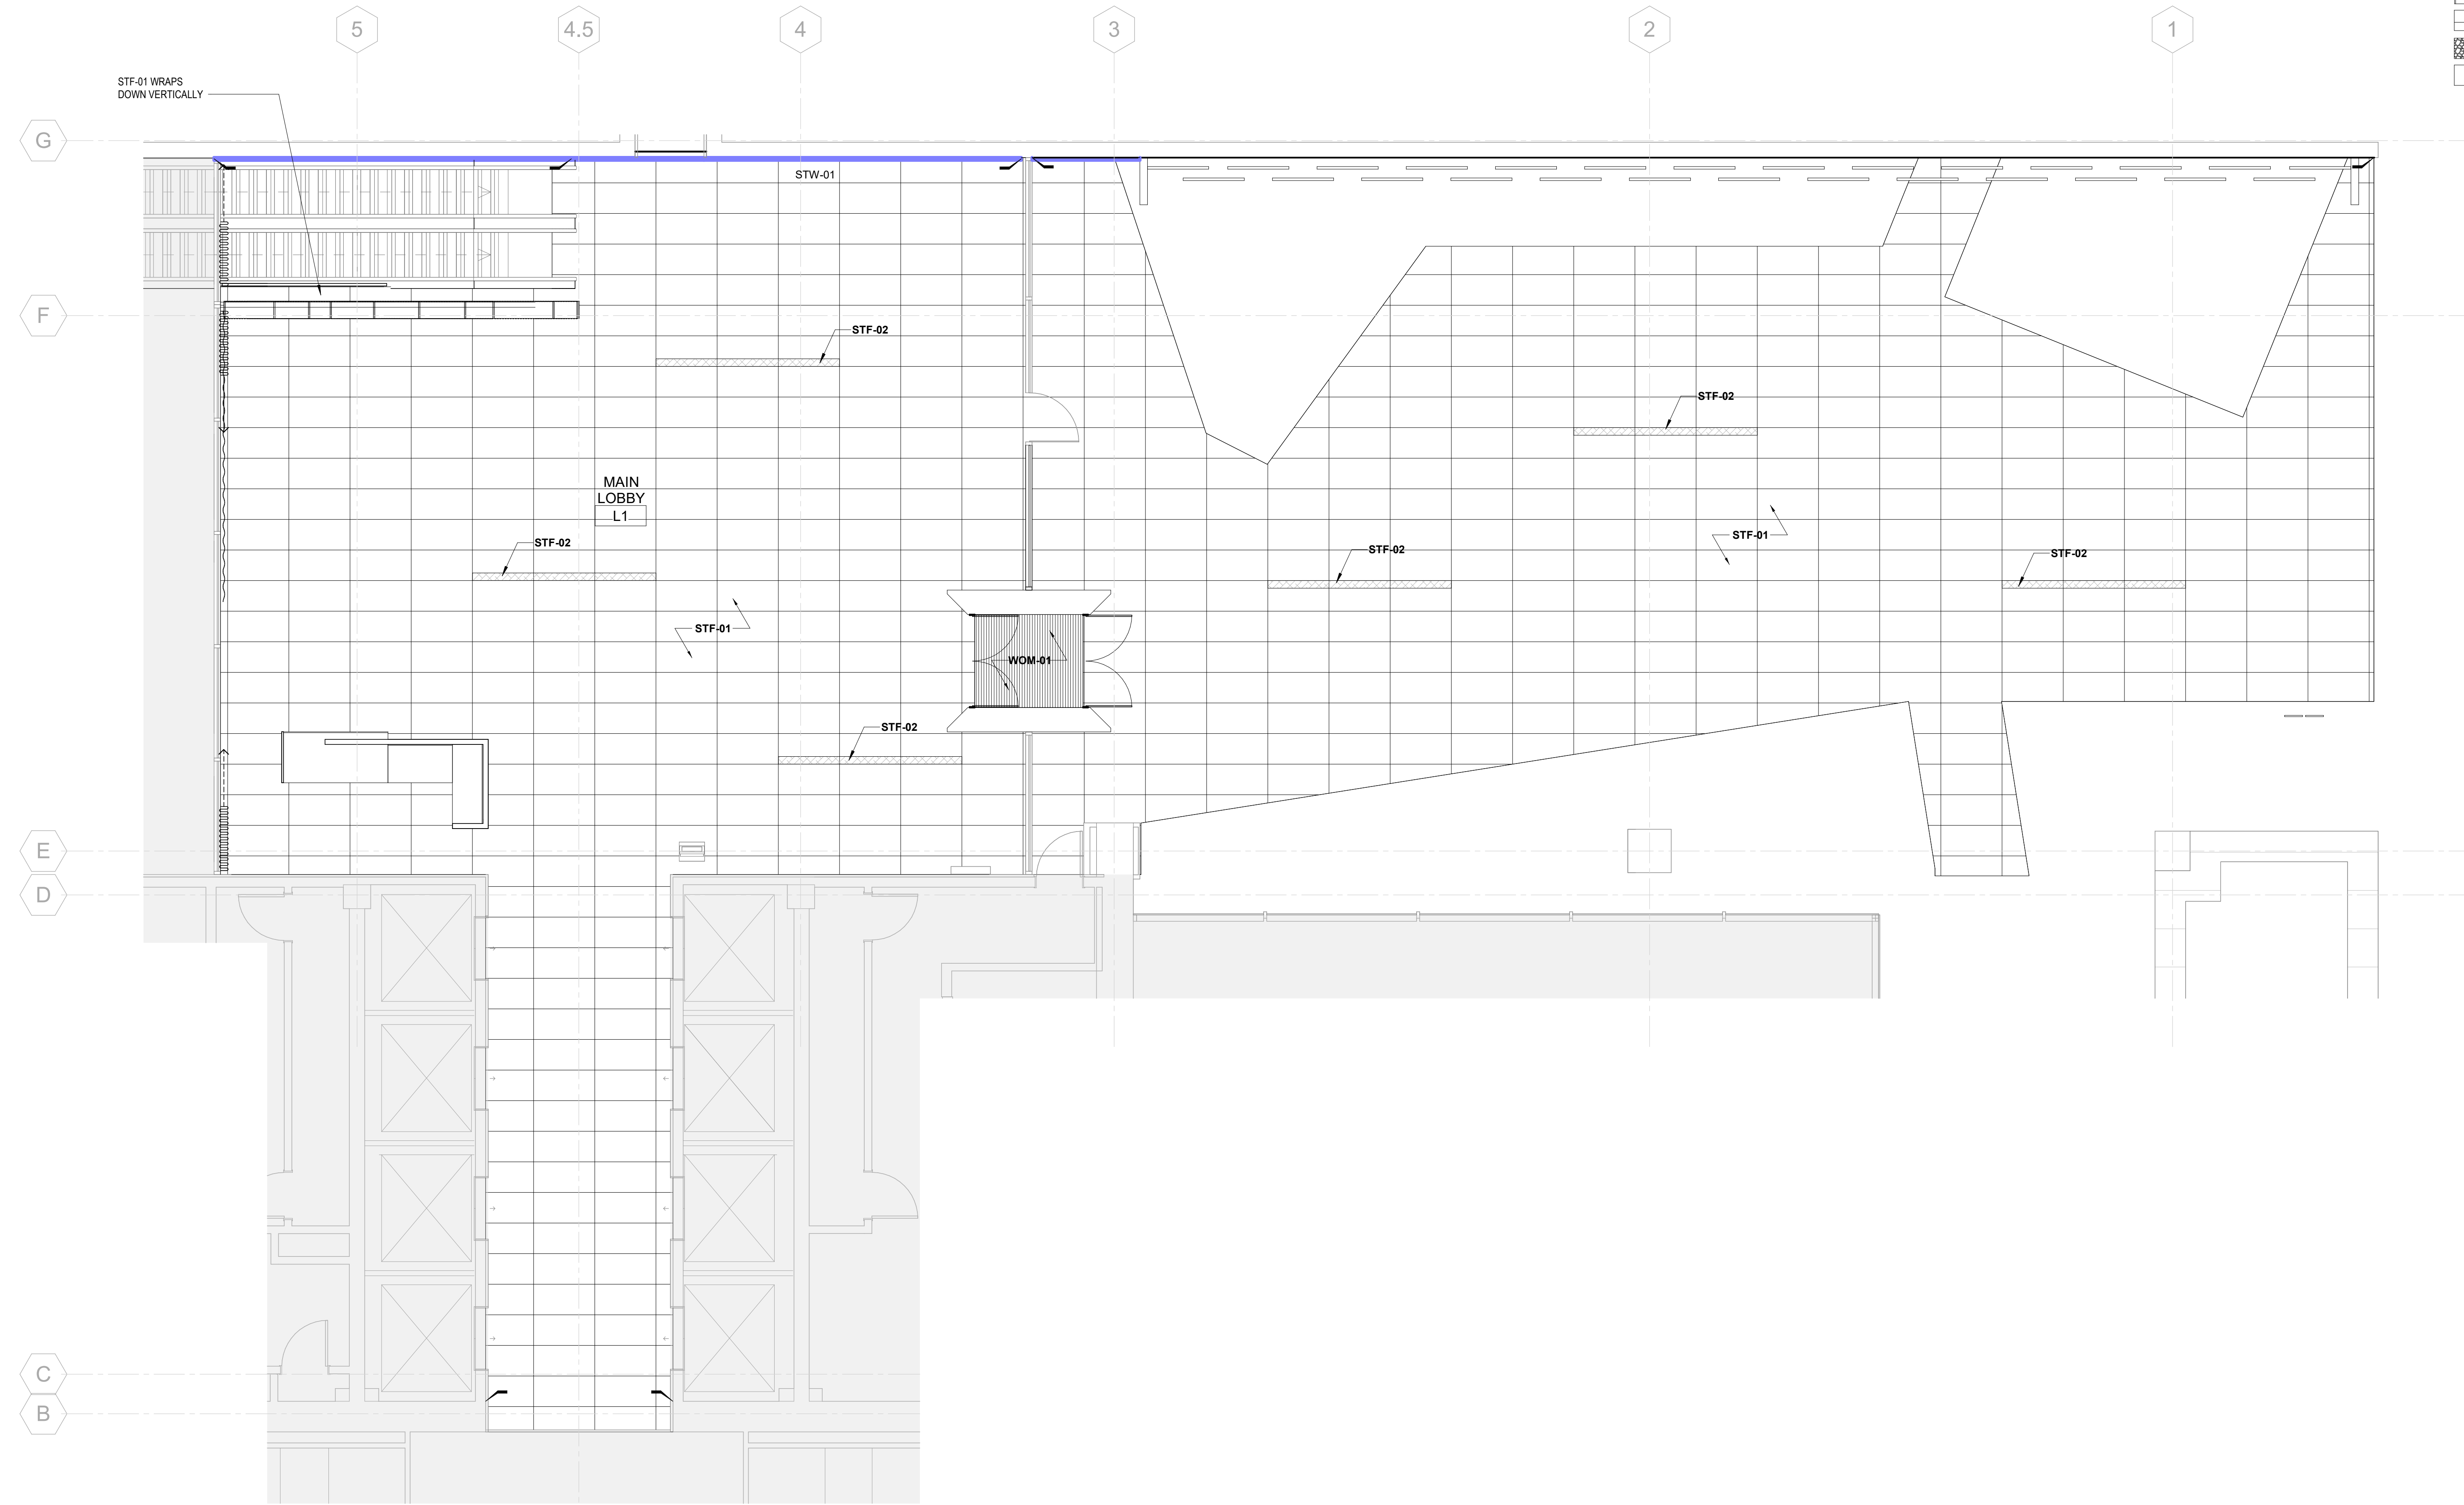 5
4.5
4
3
2
1
STF-01 WRAPS
DOWN VERTICALLY
G
STW-01
F
STF-02
STF-02
MAIN
LOBBY
L1
STF-01
STF-02
STF-02
STF-02
STF-01
WOM-01
STF-02
E
D
C
B